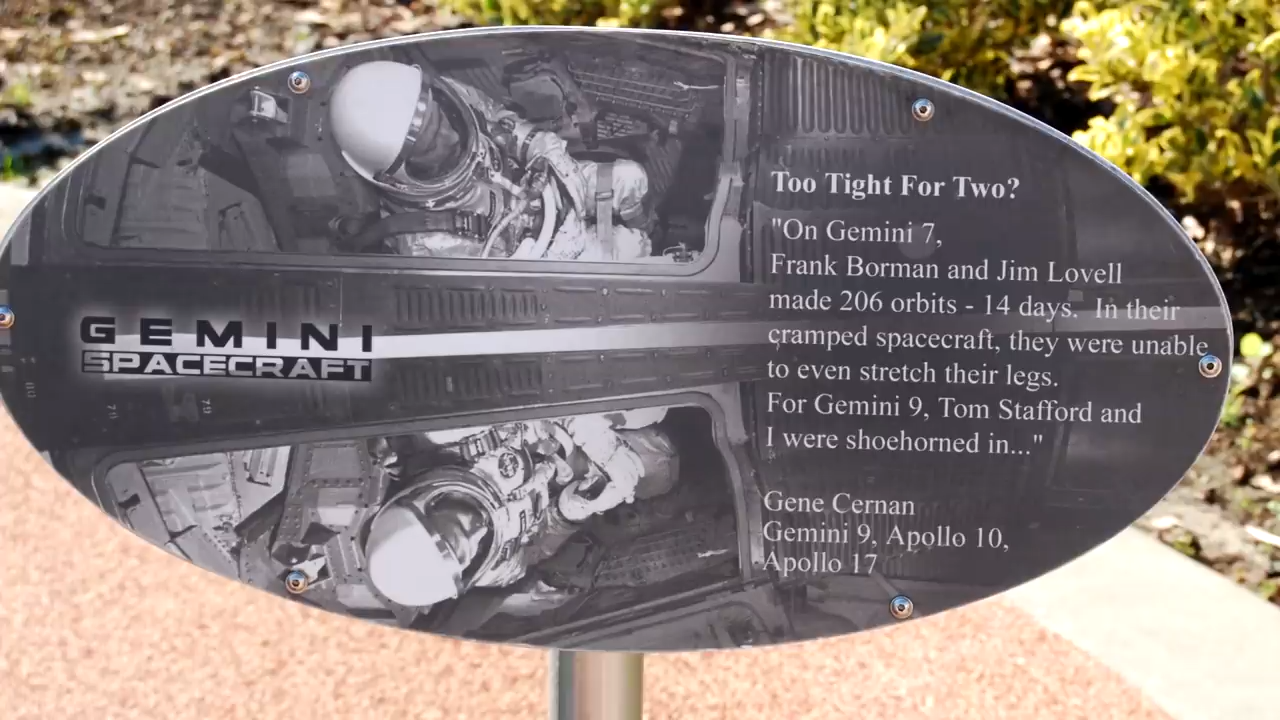 GEMINI
SPACECRAFT
Too Tight For Two?
"On Gemini 7,
Frank Borman and Jim Lovell
made 206 orbits - 14 days.  In their
cramped spacecraft, they were unable
to even stretch their legs.
For Gemini 9, Tom Stafford and
I were shoehorned in..."
Gene Cernan
Gemini 9, Apollo 10,
Apollo 17
79
79